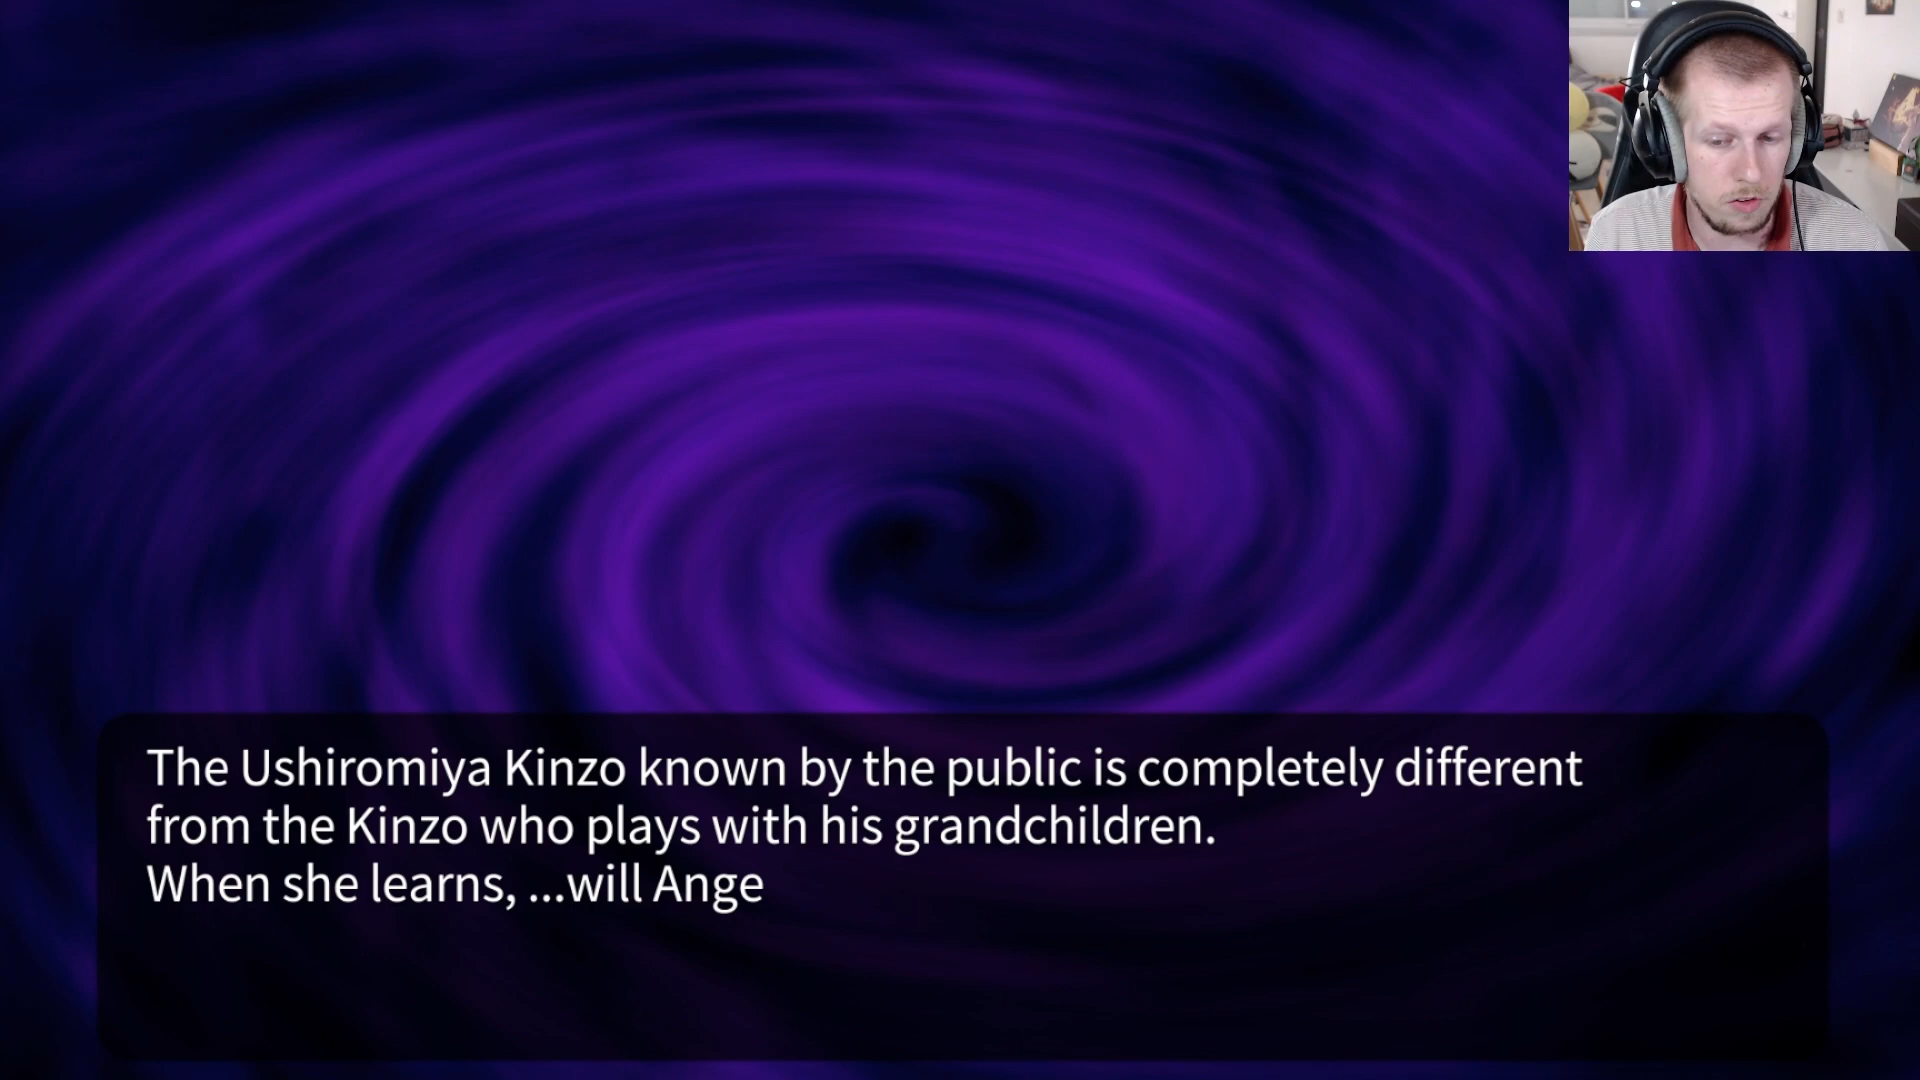 The Ushiromiya Kinzo known by the public is completely different
from the Kinzo who plays with his grandchildren.
When she learns, ...will Ange